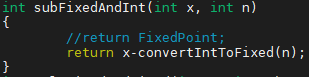 int subFixedAndInt(int x, int n)
{
//return FixedPoint;
return x-convertIntToFixed(n);
}